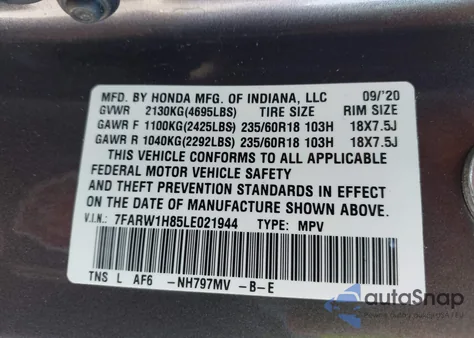 MFD. BY HONDA MFG. OF INDIANA, LLC 09/'20
GVWR 2130KG(4695LBS) TIRE SIZE RIM SIZE
GAWR F 1100KG(2425LBS) 235/60R18 103H 18X7.5J
GAWR R 1040KG(2292LBS) 235/60R18 103H 18X7.5J
THIS VEHICLE CONFORMS TO ALL APPLICABLE
FEDERAL MOTOR VEHICLE SAFETY
AND THEFT PREVENTION STANDARDS IN EFFECT
ON THE DATE OF MANUFACTURE SHOWN ABOVE.
V.I.N.: 7FARW1H85LE021944 TYPE: MPV
TNS L AF6 -NH797MV -B-E
autoSnap